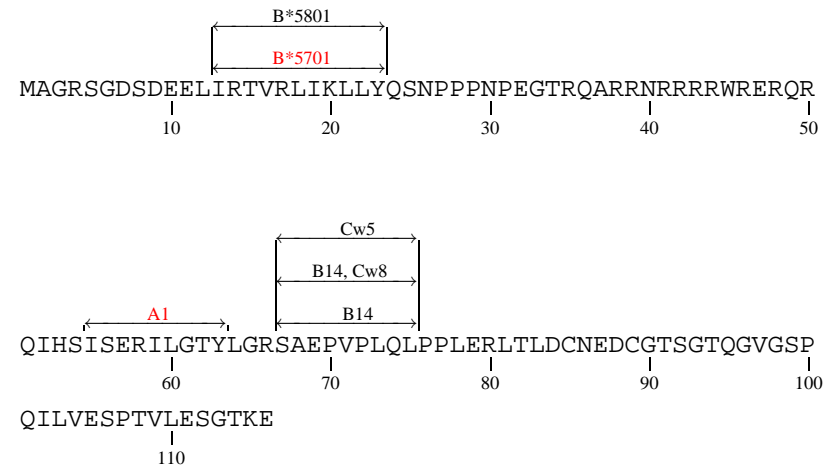 B*5801
B*5701
MAGRSGDSDEELIRTVRLIKLLYQSNPPPNPEGTRQARRNRRRRWRERQR
10 20 30 40 50
Cw5
B14, Cw8
A1 B14
QIHSISERILGTYLGRSAEPVPLQLPPLERLTLDCNEDCGTSGTQGVGSP
60 70 80 90 100
QILVESPTVLESGTKE
110